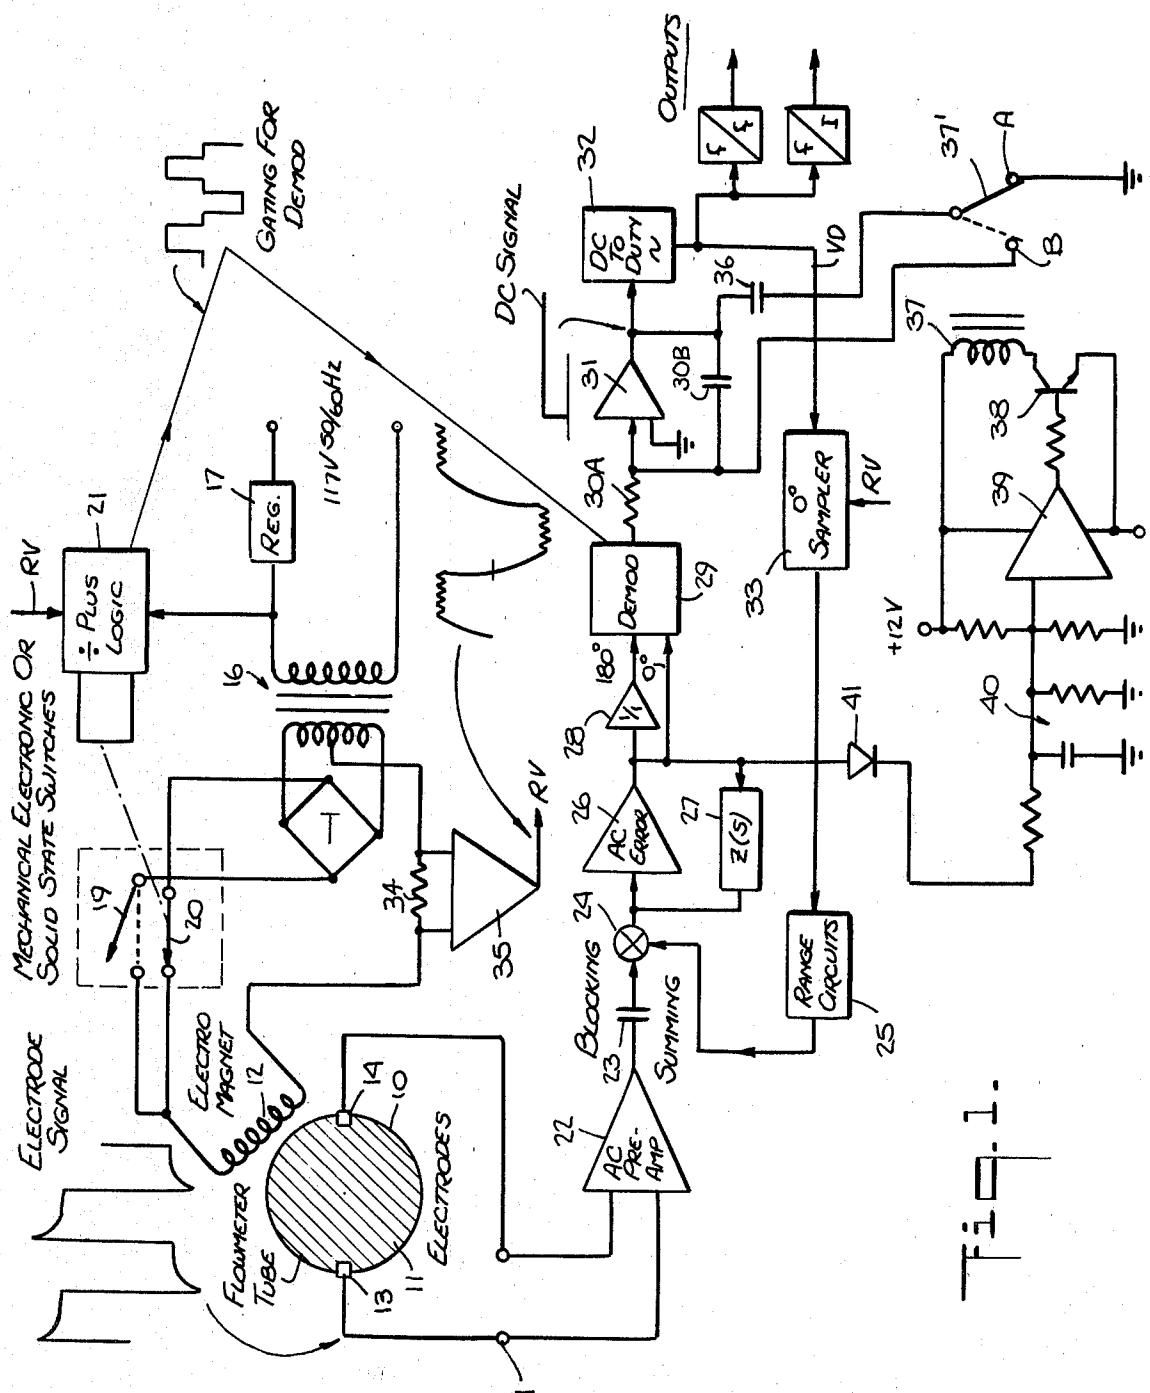 ELECTRODE
SIGNAL
MECHANICAL ELECTRONIC OR
SOLID STATE SWITCHES
RV
÷ PLUS
LOGIC
21
GATING FOR
DEMOD
19
20
REG.
17
117V 50/60Hz
16
ELECTRO
MAGNET
12
34
35
RV
FLOWMETER
TUBE
14
10
13
11
ELECTRODES
AC
PRE-
AMP
22
23
BLOCKING
24
SUMMING
AC
ERROR
26
27
Z(S)
28
1/1
180°
0°
DEMOD
29
30A
30B
31
DC SIGNAL
DC
TO
DUTY
~
32
OUTPUTS
f
f
f
I
36
VD
0°
SAMPLER
33
RV
RANGE
CIRCUITS
25
41
40
+12V
39
38
37
37'
A
B
Fig. 1.